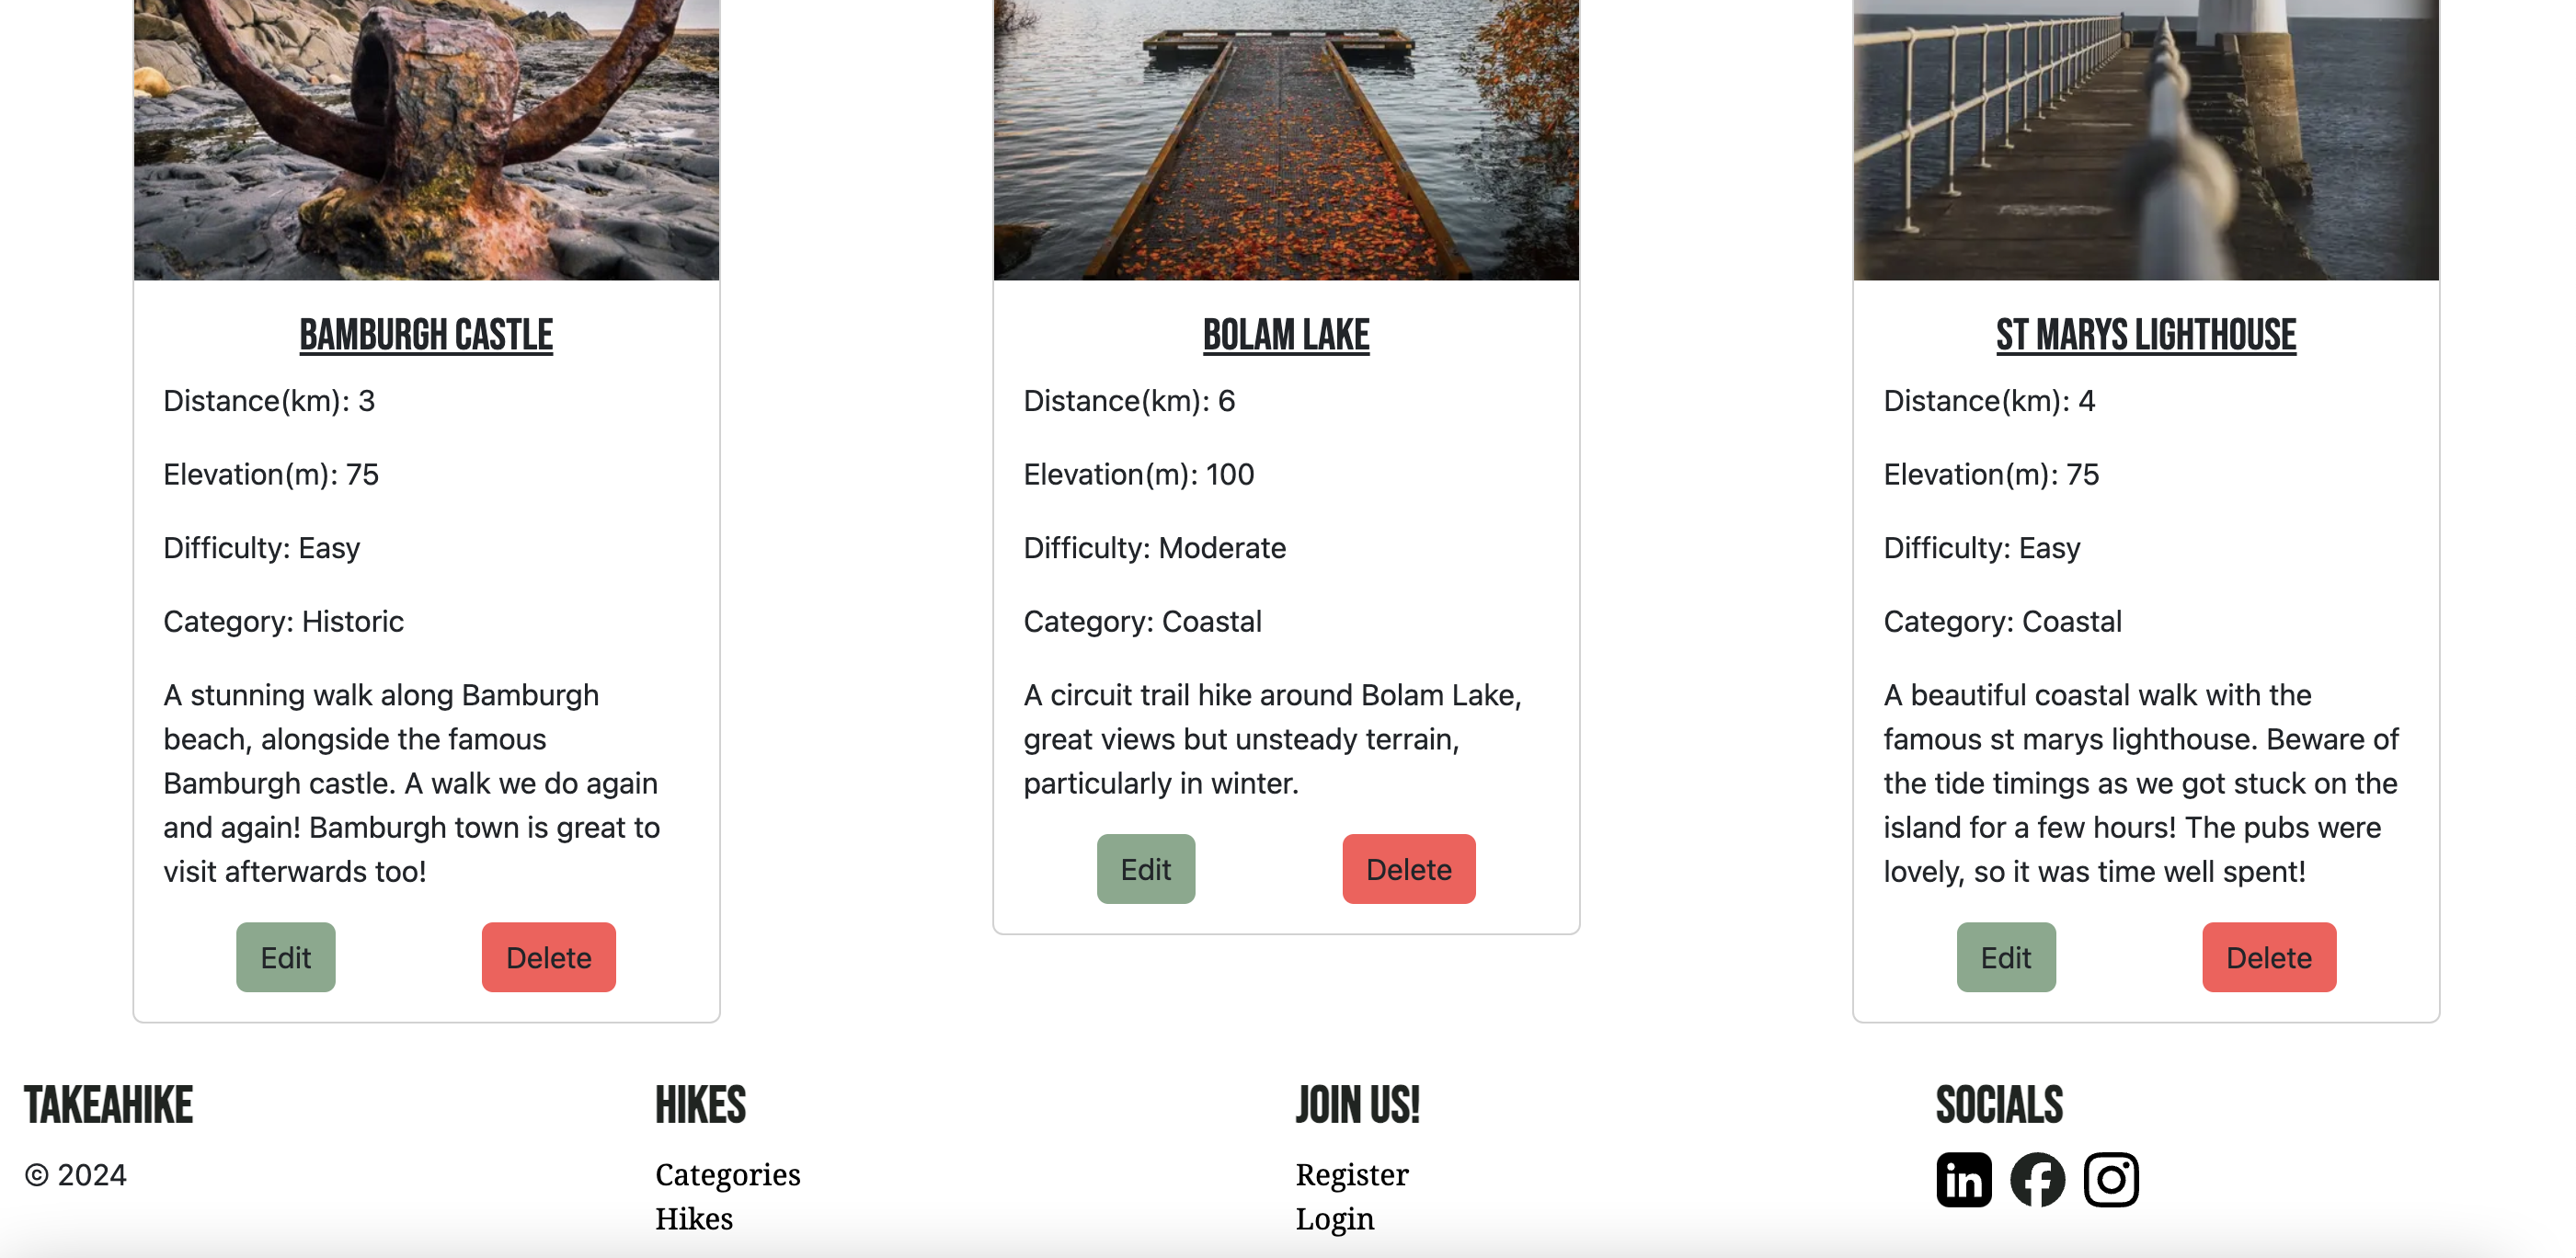 BAMBURGH CASTLE
Distance(km): 3
Elevation(m): 75
Difficulty: Easy
Category: Historic
A stunning walk along Bamburgh
beach, alongside the famous
Bamburgh castle. A walk we do again
and again! Bamburgh town is great to
visit afterwards too!
Edit
Delete
BOLAM LAKE
Distance(km): 6
Elevation(m): 100
Difficulty: Moderate
Category: Coastal
A circuit trail hike around Bolam Lake,
great views but unsteady terrain,
particularly in winter.
Edit
Delete
ST MARYS LIGHTHOUSE
Distance(km): 4
Elevation(m): 75
Difficulty: Easy
Category: Coastal
A beautiful coastal walk with the
famous st marys lighthouse. Beware of
the tide timings as we got stuck on the
island for a few hours! The pubs were
lovely, so it was time well spent!
Edit
Delete
TAKEAHIKE
© 2024
HIKES
Categories
Hikes
JOIN US!
Register
Login
SOCIALS